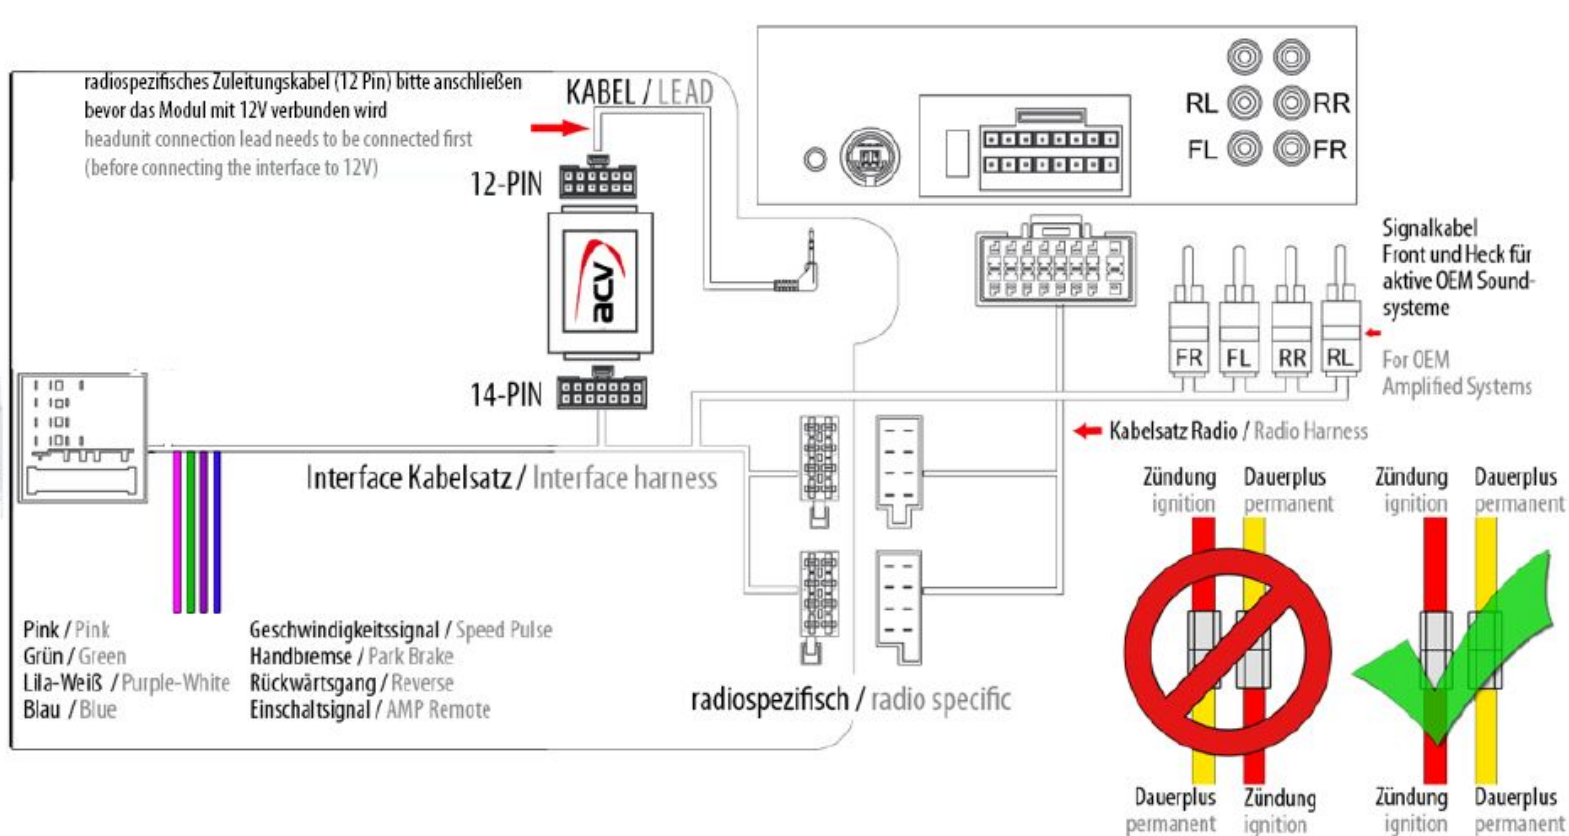 radiospezifisches Zuleitungskabel (12 Pin) bitte anschließen
bevor das Modul mit 12V verbunden wird
headunit connection lead needs to be connected first
(before connecting the interface to 12V)
KABEL / LEAD
12-PIN
acv
14-PIN
RL RR
FL FR
Signalkabel
Front und Heck für
aktive OEM Sound-
systeme
For OEM
Amplified Systems
FR FL RR RL
Kabelsatz Radio / Radio Harness
Interface Kabelsatz / Interface harness
Pink / Pink Geschwindigkeitssignal / Speed Pulse
Grün / Green Handbremse / Park Brake
Lila-Weiß / Purple-White Rückwärtsgang / Reverse
Blau / Blue Einschaltsignal / AMP Remote
radiospezifisch / radio specific
Zündung Dauerplus Zündung Dauerplus
ignition permanent ignition permanent
Dauerplus Zündung Zündung Dauerplus
permanent ignition ignition permanent